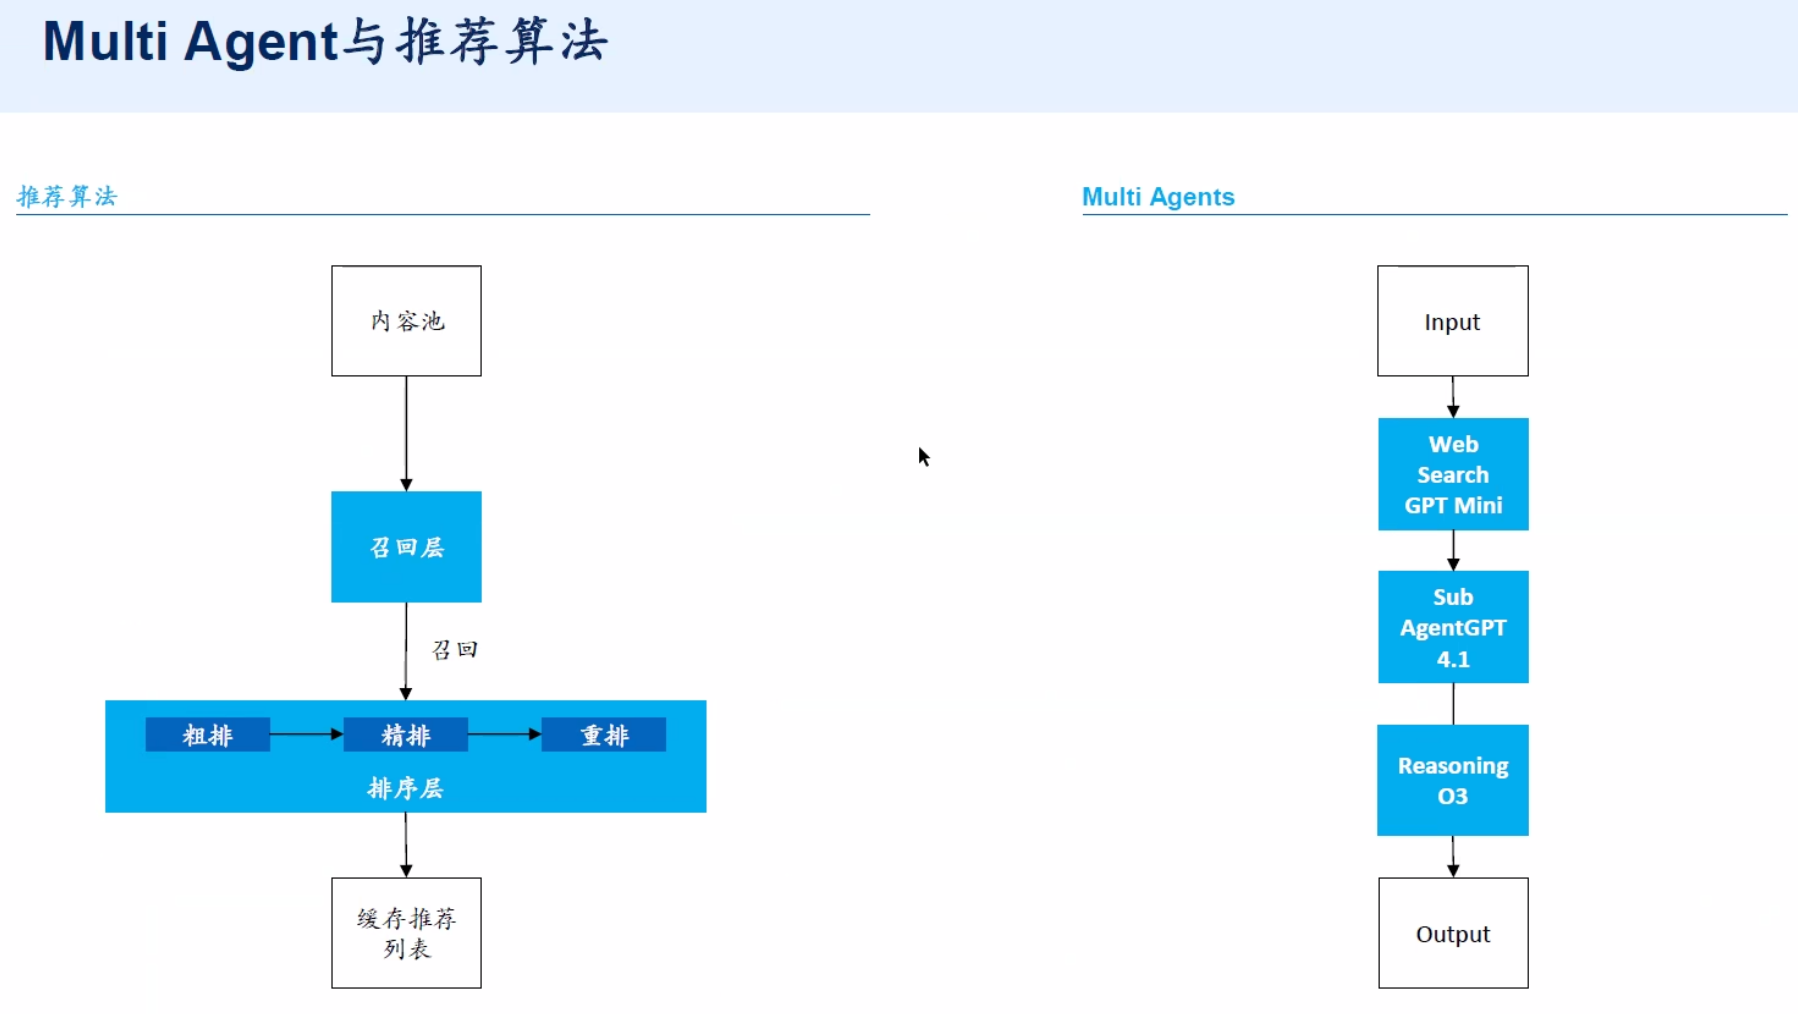 Multi Agent与推荐算法
推荐算法
内容池
召回层
召回
粗排
精排
重排
排序层
缓存推荐
列表
Multi Agents
Input
Web
Search
GPT Mini
Sub
AgentGPT
4.1
Reasoning
O3
Output